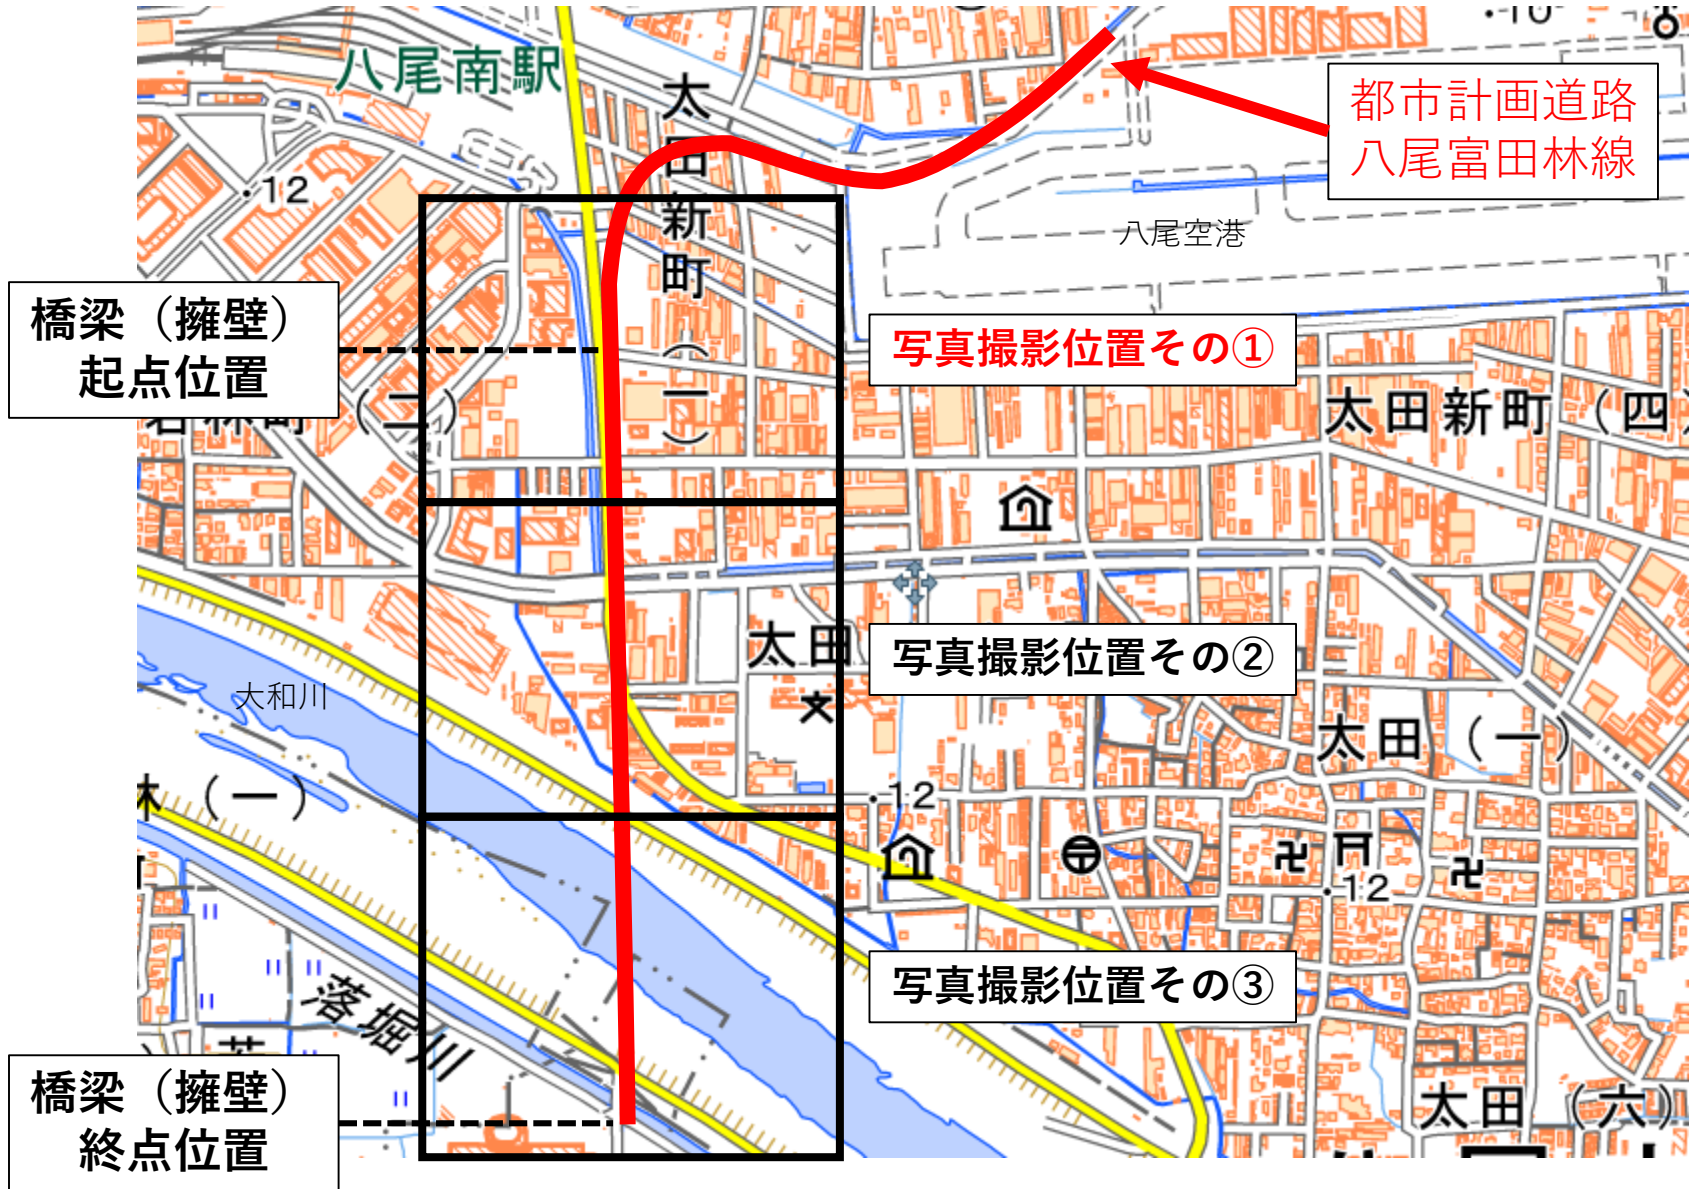 八尾南駅
太田新町(一)
都市計画道路
八尾富田林線
・12
八尾空港
橋梁（擁壁）
起点位置
写真撮影位置その①
(二)
太田新町(四)
写真撮影位置その②
太田
大和川
太田(一)
林(一)
・12
・12
写真撮影位置その③
落堀川
橋梁（擁壁）
終点位置
太田(六)